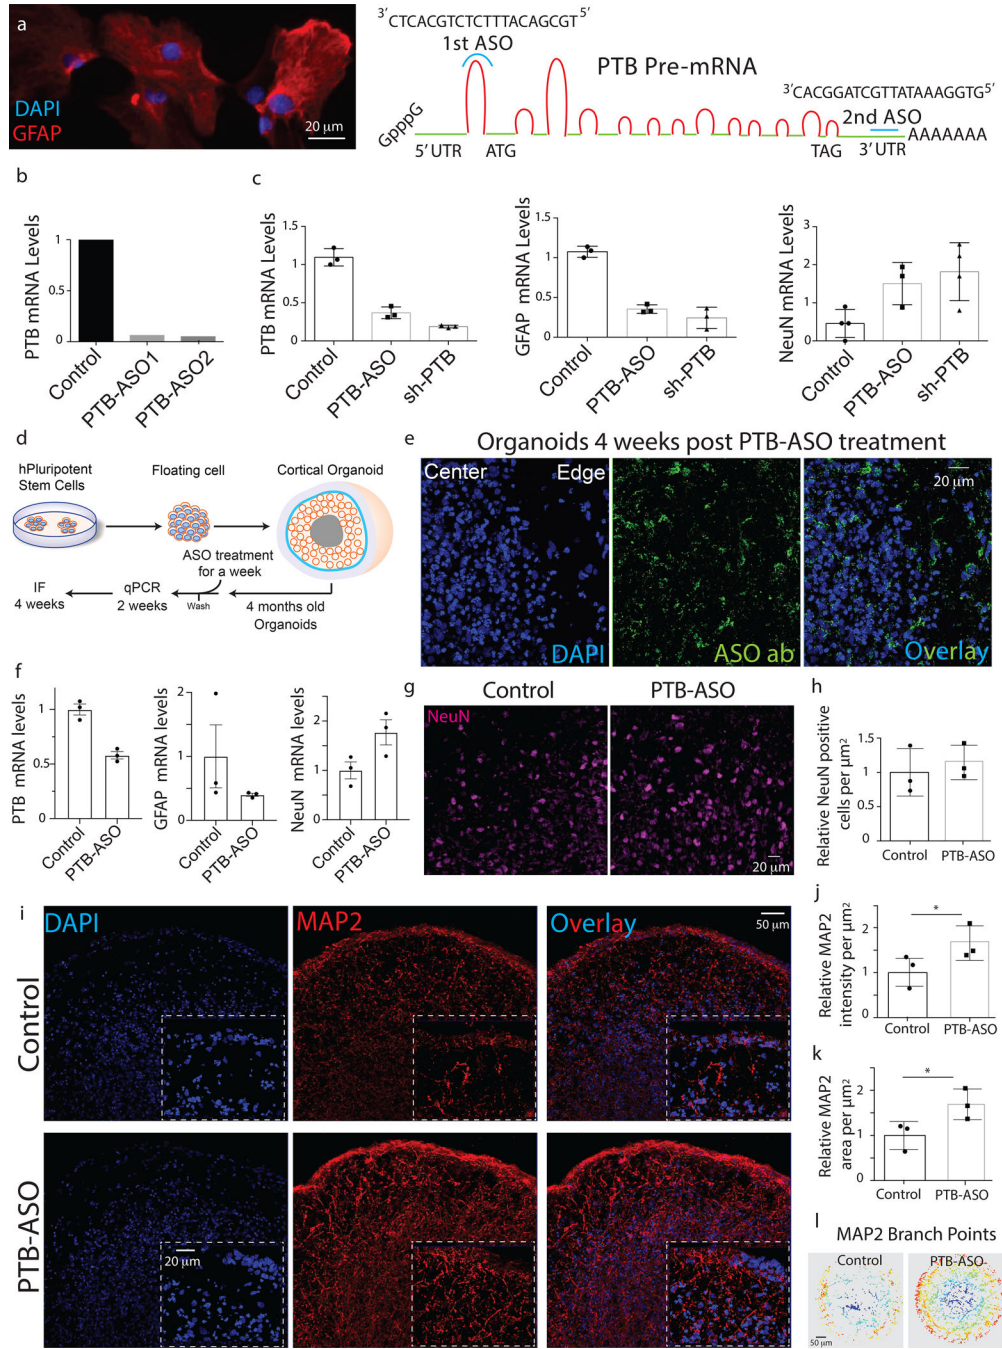 a
DAPI
GFAP
20 μm
3′CTCACGTCTCTTTACAGCGT5′
1st ASO
PTB Pre-mRNA
3′CACGGATCGTTATAAAGGTG5′
2nd ASO
GpppG
AAAAAAA
5′ UTR
ATG
TAG
3′ UTR
b
PTB mRNA Levels
1
0
Control
PTB-ASO1
PTB-ASO2
c
PTB mRNA Levels
1.5
1
0.5
0
Control
PTB-ASO
sh-PTB
GFAP mRNA Levels
1.5
1
0.5
0
Control
PTB-ASO
sh-PTB
NeuN mRNA Levels
4
3
2
1
0
Control
PTB-ASO
sh-PTB
d
hPluripotent
Stem Cells
Floating cell
Cortical Organoid
ASO treatment
for a week
IF
4 weeks
qPCR
2 weeks
Wash
4 months old
Organoids
e
Organoids 4 weeks post PTB-ASO treatment
Center
Edge
20 μm
DAPI
ASO ab
Overlay
f
PTB mRNA levels
1
0.5
0
Control
PTB-ASO
GFAP mRNA levels
2
1
0
Control
PTB-ASO
NeuN mRNA levels
2
1
0
Control
PTB-ASO
g
Control
PTB-ASO
NeuN
20 μm
h
Relative NeuN positive
cells per μm2
1.5
1
0.5
0
Control
PTB-ASO
i
DAPI
MAP2
Overlay
50 μm
Control
PTB-ASO
20 μm
j
Relative MAP2
intensity per μm2
2
1
0
*
Control
PTB-ASO
k
Relative MAP2
area per μm2
2
1
0
*
Control
PTB-ASO
l
MAP2 Branch Points
Control
PTB-ASO
50 μm